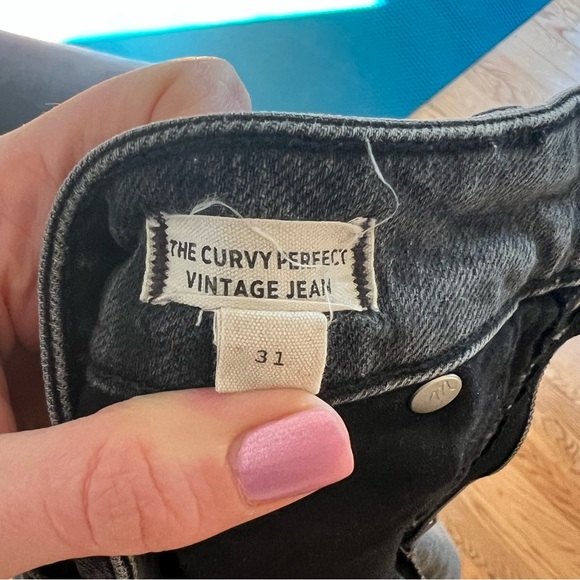 THE CURVY PERFECT
VINTAGE JEAN
31